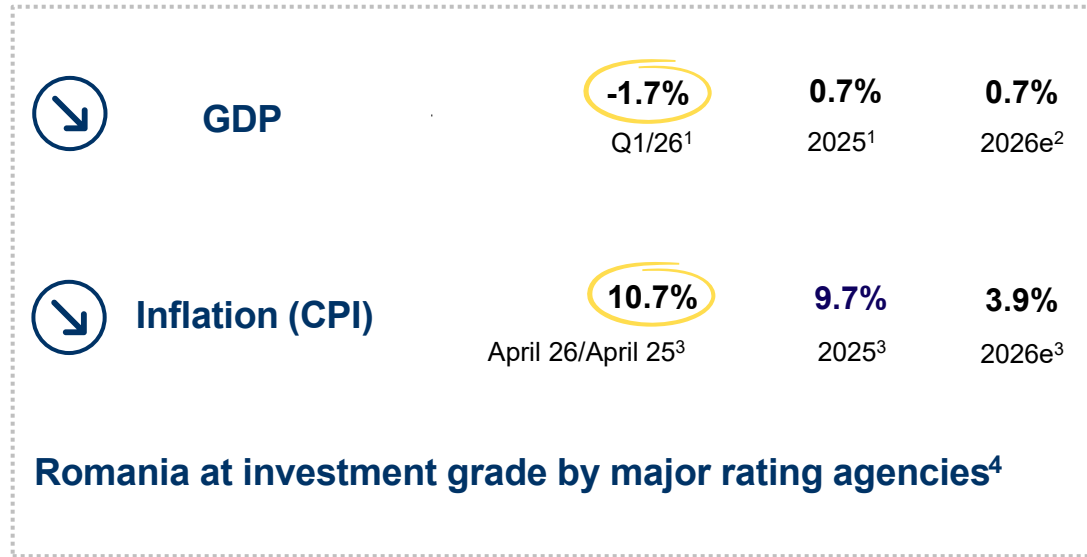 GDP
-1.7% 0.7% 0.7%
Q1/26¹ 2025¹ 2026e²
Inflation (CPI)
10.7% 9.7% 3.9%
April 26/April 25³ 2025³ 2026e³
Romania at investment grade by major rating agencies⁴